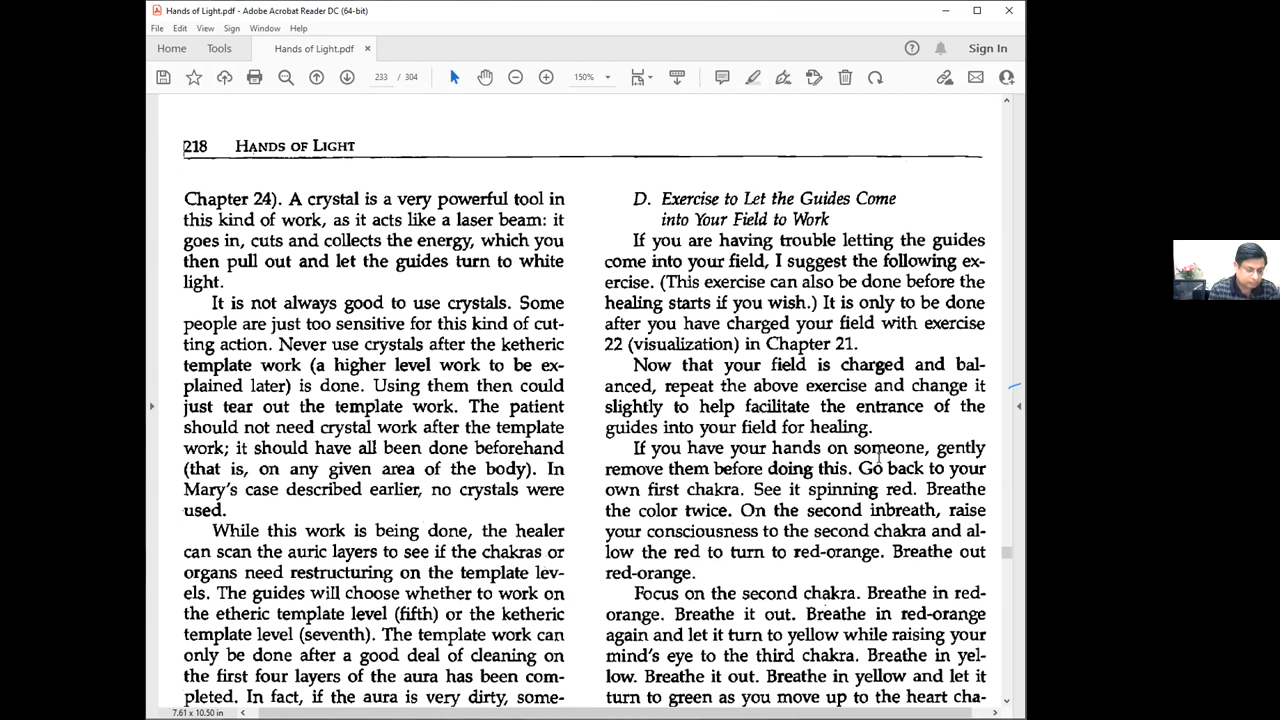 Hands of Light.pdf - Adobe Acrobat Reader DC (64-bit)
File Edit View Sign Window Help
Home Tools Hands of Light.pdf × Sign In
233 / 304 150%
218 HANDS OF LIGHT
Chapter 24). A crystal is a very powerful tool in
this kind of work, as it acts like a laser beam: it
goes in, cuts and collects the energy, which you
then pull out and let the guides turn to white
light.
It is not always good to use crystals. Some
people are just too sensitive for this kind of cut-
ting action. Never use crystals after the ketheric
template work (a higher level work to be ex-
plained later) is done. Using them then could
just tear out the template work. The patient
should not need crystal work after the template
work; it should have all been done beforehand
(that is, on any given area of the body). In
Mary's case described earlier, no crystals were
used.
While this work is being done, the healer
can scan the auric layers to see if the chakras or
organs need restructuring on the template lev-
els. The guides will choose whether to work on
the etheric template level (fifth) or the ketheric
template level (seventh). The template work can
only be done after a good deal of cleaning on
the first four layers of the aura has been com-
pleted. In fact, if the aura is very dirty, some-
D. Exercise to Let the Guides Come
into Your Field to Work
If you are having trouble letting the guides
come into your field, I suggest the following ex-
ercise. (This exercise can also be done before the
healing starts if you wish.) It is only to be done
after you have charged your field with exercise
22 (visualization) in Chapter 21.
Now that your field is charged and bal-
anced, repeat the above exercise and change it
slightly to help facilitate the entrance of the
guides into your field for healing.
If you have your hands on someone, gently
remove them before doing this. Go back to your
own first chakra. See it spinning red. Breathe
the color twice. On the second inbreath, raise
your consciousness to the second chakra and al-
low the red to turn to red-orange. Breathe out
red-orange.
Focus on the second chakra. Breathe in red-
orange. Breathe it out. Breathe in red-orange
again and let it turn to yellow while raising your
mind's eye to the third chakra. Breathe in yel-
low. Breathe it out. Breathe in yellow and let it
turn to green as you move up to the heart cha-
7.61 x 10.50 in